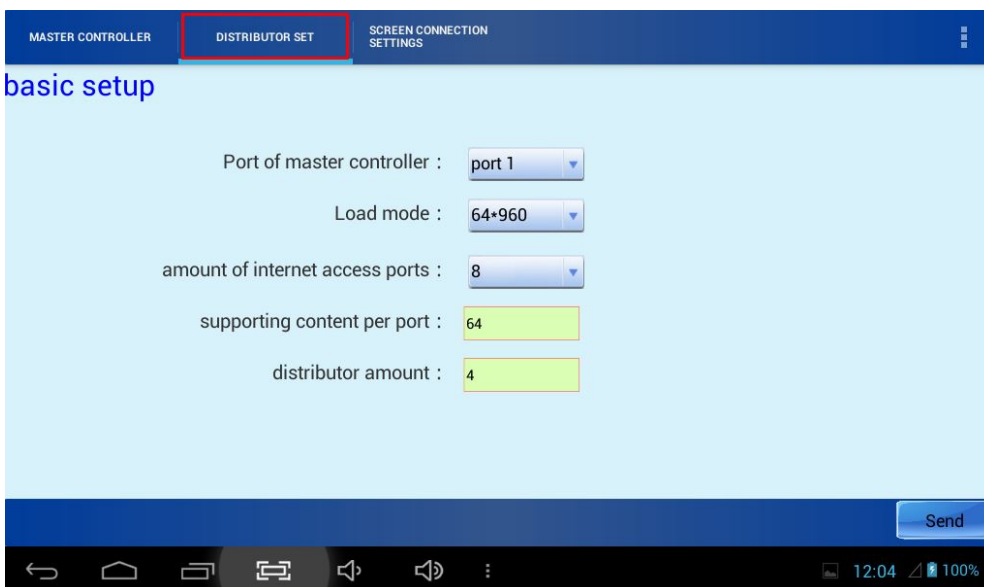 MASTER CONTROLLER
DISTRIBUTOR SET
SCREEN CONNECTION
SETTINGS
basic setup
Port of master controller : port 1
Load mode : 64*960
amount of internet access ports : 8
supporting content per port : 64
distributor amount : 4
Send
12:04 100%